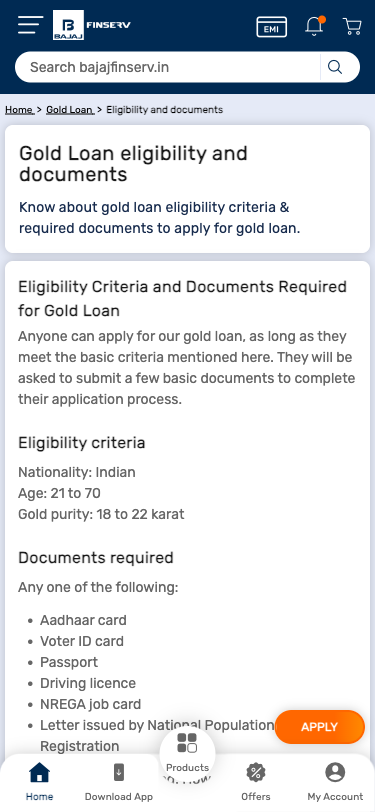 B
BAJAJ
FINSERV
EMI
Search bajajfinserv.in
Home > Gold Loan > Eligibility and documents
Gold Loan eligibility and
documents
Know about gold loan eligibility criteria &
required documents to apply for gold loan.
Eligibility Criteria and Documents Required
for Gold Loan
Anyone can apply for our gold loan, as long as they
meet the basic criteria mentioned here. They will be
asked to submit a few basic documents to complete
their application process.
Eligibility criteria
Nationality: Indian
Age: 21 to 70
Gold purity: 18 to 22 karat
Documents required
Any one of the following:
• Aadhaar card
• Voter ID card
• Passport
• Driving licence
• NREGA job card
• Letter issued by National Population
Registration
APPLY
Home
Download App
Products
Offers
My Account